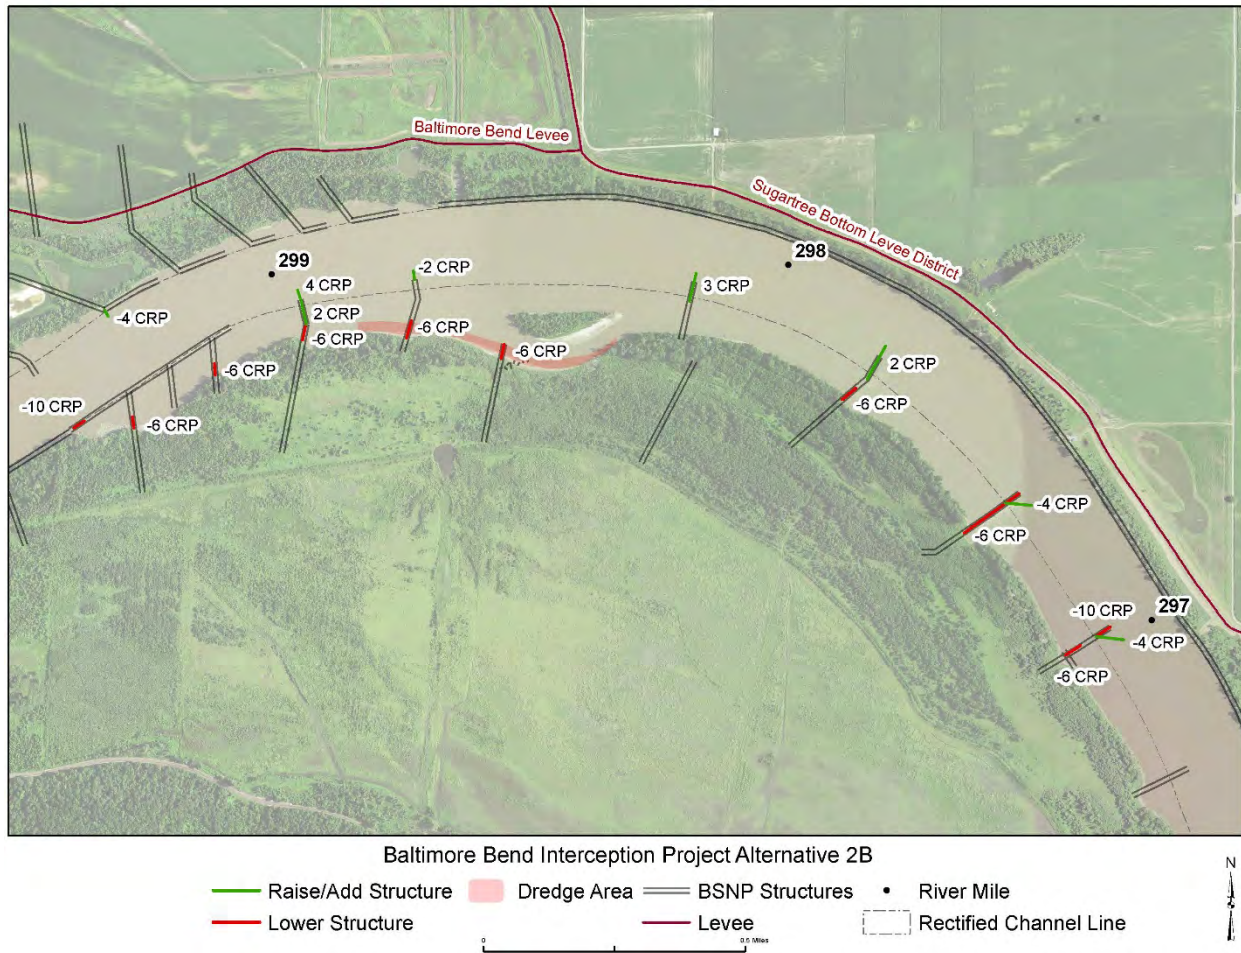 Baltimore Bend Levee
Sugartree Bottom Levee District
299
298
-2 CRP
4 CRP
3 CRP
2 CRP
-4 CRP
-6 CRP
-6 CRP
-6 CRP
2 CRP
-6 CRP
-6 CRP
-10 CRP
-6 CRP
-4 CRP
-6 CRP
297
-10 CRP
-4 CRP
-6 CRP
Baltimore Bend Interception Project Alternative 2B
Raise/Add Structure
Dredge Area
BSNP Structures
River Mile
Lower Structure
Levee
Rectified Channel Line
N
0
0.5 Miles